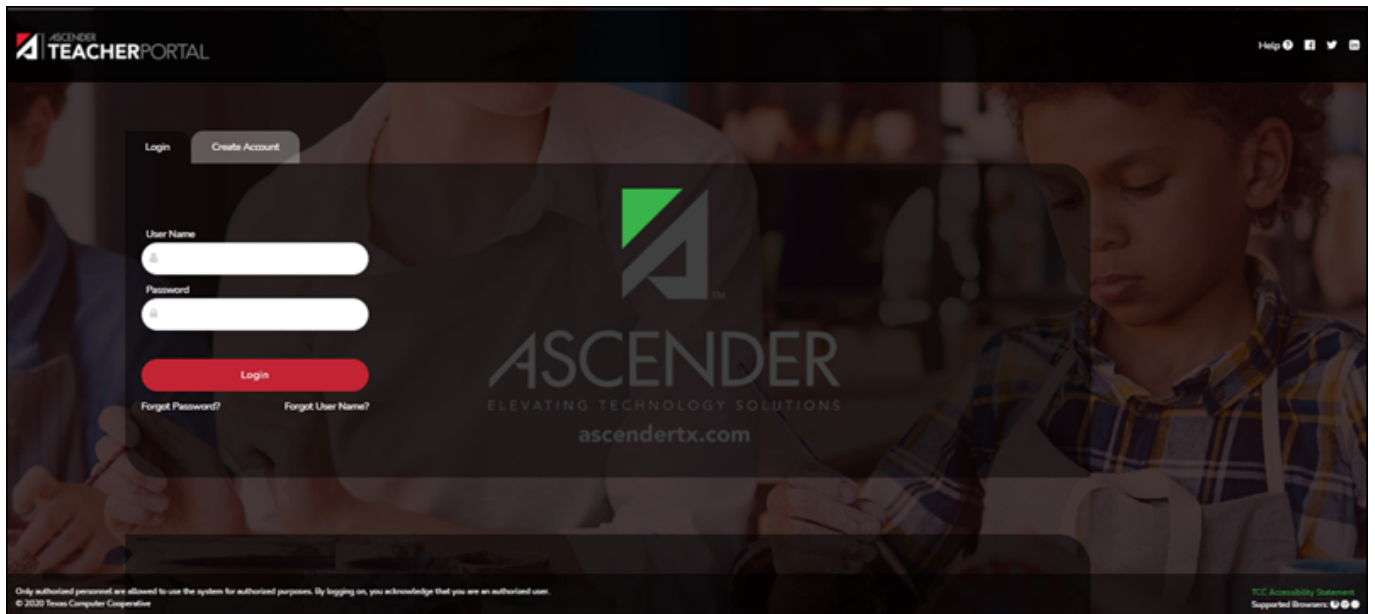 ASCENDER
TEACHERPORTAL
Help
Login
Create Account
User Name
Password
Login
Forgot Password?
Forgot User Name?
ASCENDER
ELEVATING TECHNOLOGY SOLUTIONS
ascendertx.com
TM
Only authorized personnel are allowed to use the system for authorized purposes. By logging on, you acknowledge that you are an authorized user.
© 2020 Texas Computer Cooperative
TCC Accessibility Statement
Supported Browsers: